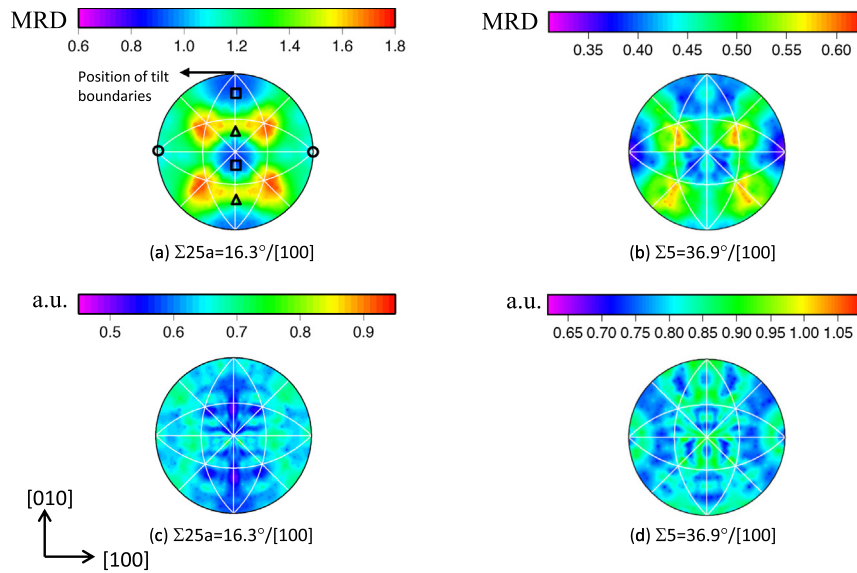 MRD
0.6 0.8 1.0 1.2 1.4 1.6 1.8
Position of tilt
boundaries
(a) Σ25a=16.3°/[100]
MRD
0.35 0.40 0.45 0.50 0.55 0.60
(b) Σ5=36.9°/[100]
a.u.
0.5 0.6 0.7 0.8 0.9
(c) Σ25a=16.3°/[100]
a.u.
0.65 0.70 0.75 0.80 0.85 0.90 0.95 1.00 1.05
(d) Σ5=36.9°/[100]
[010]
[100]